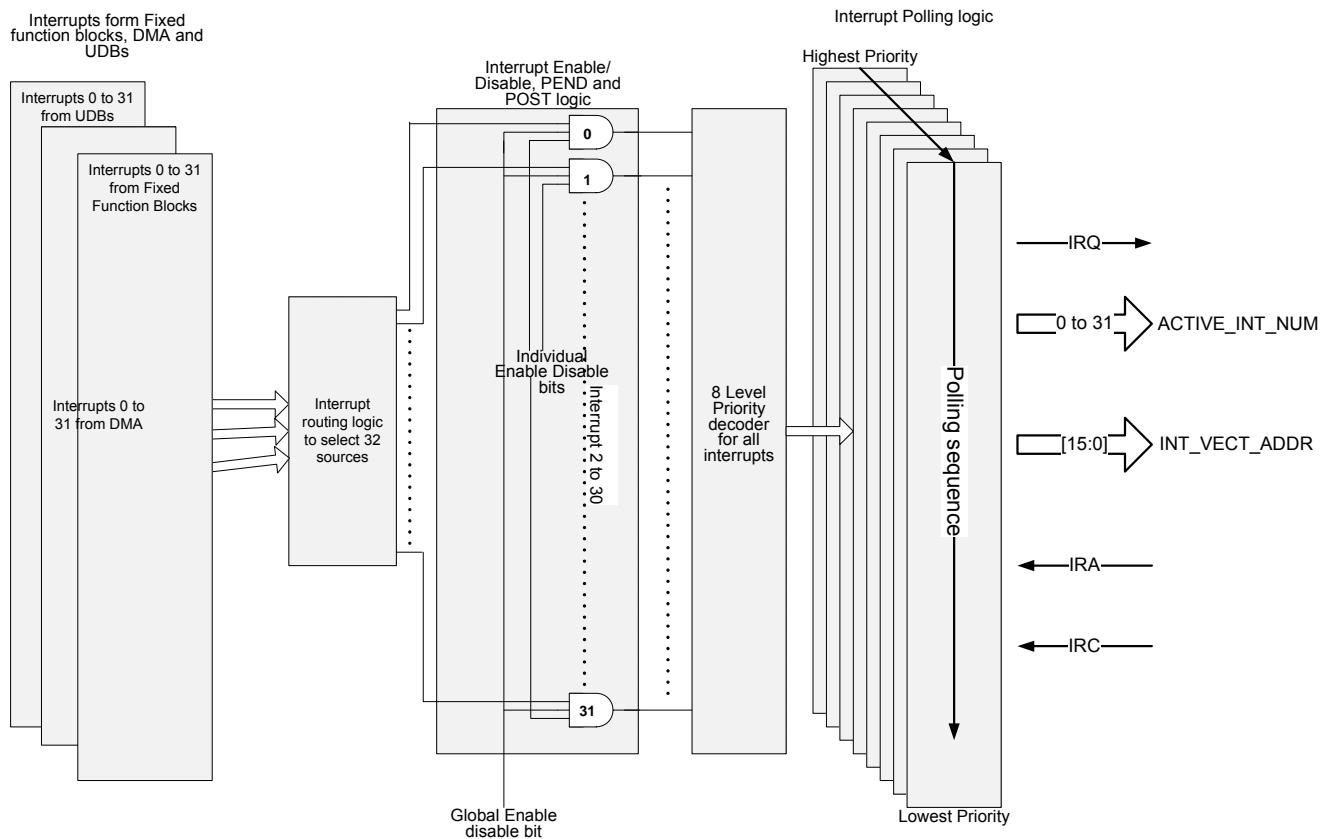 Interrupts form Fixed
function blocks, DMA and
UDBs
Interrupts 0 to 31
from UDBs
Interrupts 0 to 31
from Fixed
Function Blocks
Interrupts 0 to
31 from DMA
Interrupt
routing logic
to select 32
sources
Interrupt Enable/
Disable, PEND and
POST logic
0
1
Individual
Enable Disable
bits
Interrupt 2 to 30
31
Global Enable
disable bit
8 Level
Priority
decoder
for all
interrupts
Interrupt Polling logic
Highest Priority
Polling sequence
Lowest Priority
IRQ
0 to 31
ACTIVE_INT_NUM
[15:0]
INT_VECT_ADDR
IRA
IRC